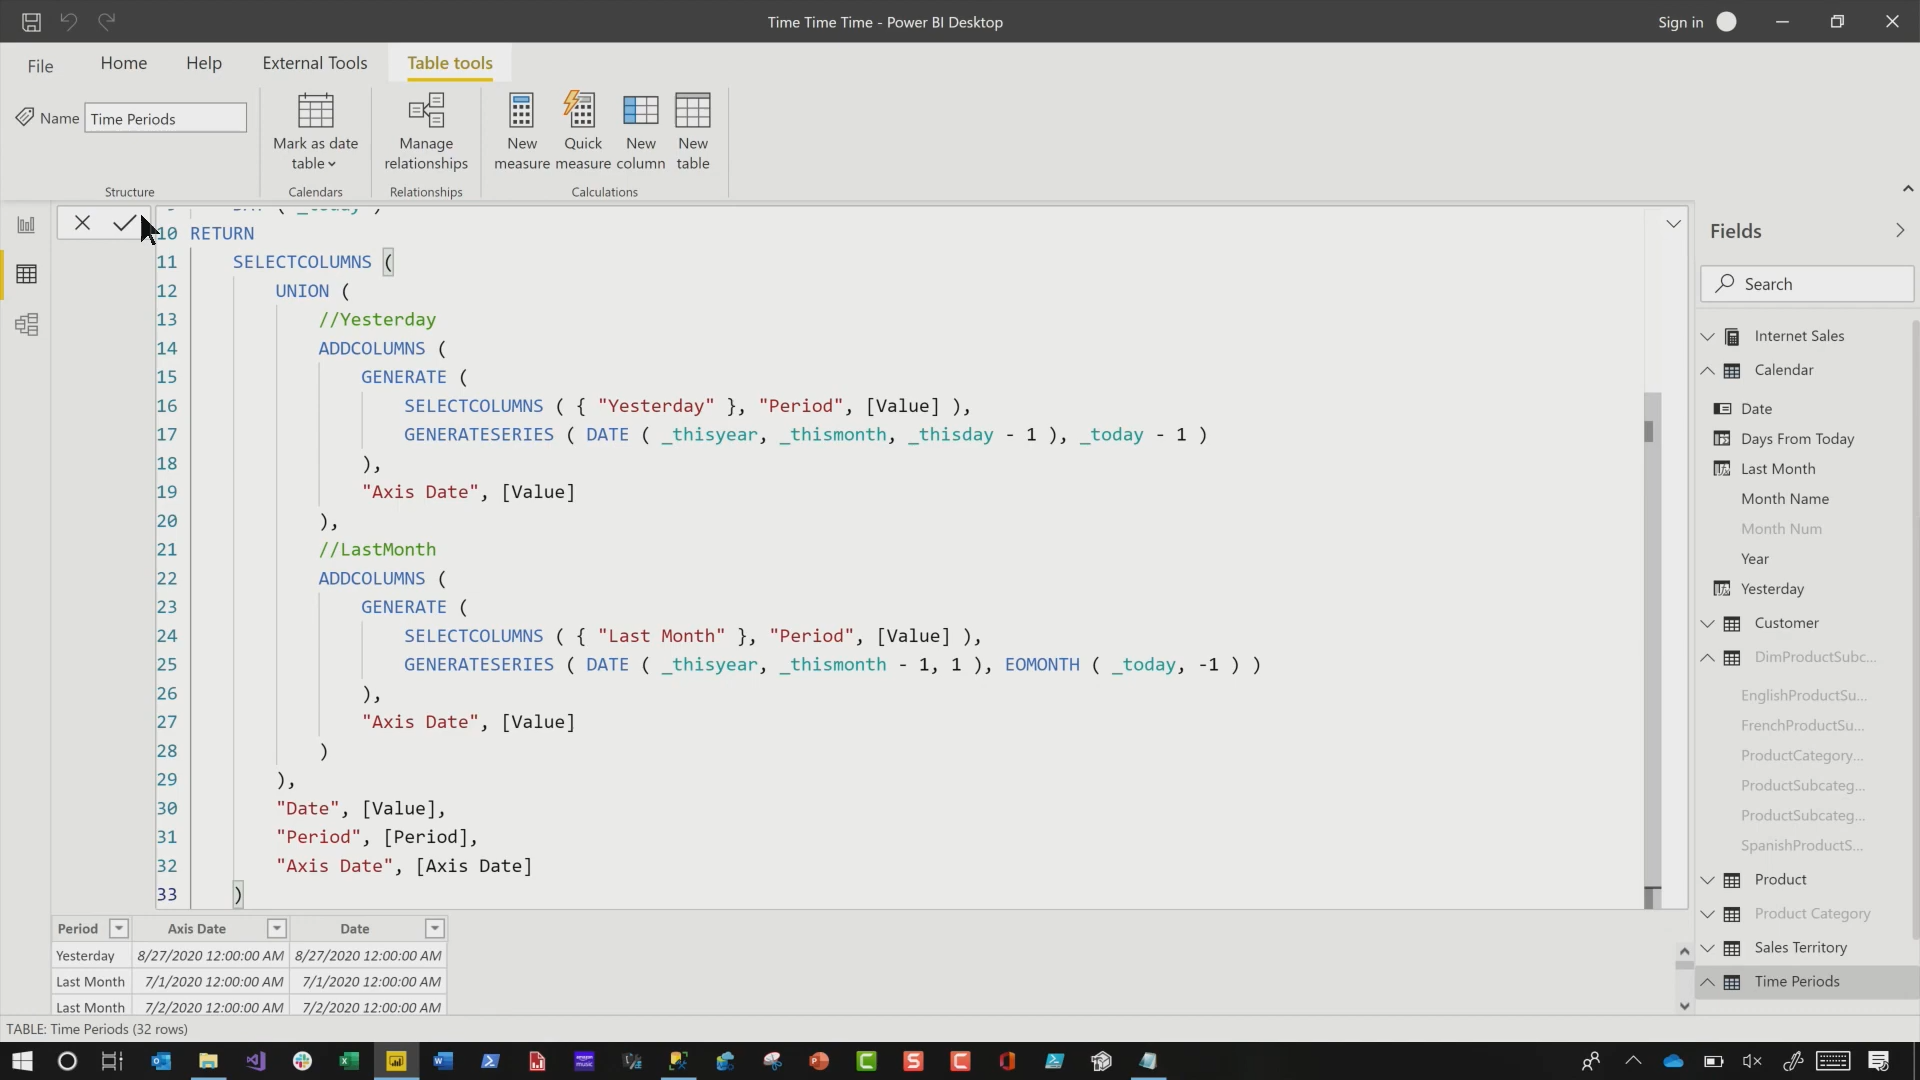 Time Time Time - Power BI Desktop
Sign in
File
Home
Help
External Tools
Table tools
Name
Time Periods
Mark as date
table
Manage
relationships
New
measure
Quick
measure
New
column
New
table
Structure
Calendars
Relationships
Calculations
10 RETURN
11 SELECTCOLUMNS (
12 UNION (
13 //Yesterday
14 ADDCOLUMNS (
15 GENERATE (
16 SELECTCOLUMNS ( { "Yesterday" }, "Period", [Value] ),
17 GENERATESERIES ( DATE ( _thisyear, _thismonth, _thisday - 1 ), _today - 1 )
18 ),
19 "Axis Date", [Value]
20 ),
21 //LastMonth
22 ADDCOLUMNS (
23 GENERATE (
24 SELECTCOLUMNS ( { "Last Month" }, "Period", [Value] ),
25 GENERATESERIES ( DATE ( _thisyear, _thismonth - 1, 1 ), EOMONTH ( _today, -1 ) )
26 ),
27 "Axis Date", [Value]
28 )
29 ),
30 "Date", [Value],
31 "Period", [Period],
32 "Axis Date", [Axis Date]
33 )
Period Axis Date Date
Yesterday 8/27/2020 12:00:00 AM 8/27/2020 12:00:00 AM
Last Month 7/1/2020 12:00:00 AM 7/1/2020 12:00:00 AM
Last Month 7/2/2020 12:00:00 AM 7/2/2020 12:00:00 AM
TABLE: Time Periods (32 rows)
Fields
Search
Internet Sales
Calendar
Date
Days From Today
Last Month
Month Name
Month Num
Year
Yesterday
Customer
DimProductSubc...
EnglishProductSu...
FrenchProductSu...
ProductCategory...
ProductSubcateg...
ProductSubcateg...
SpanishProductS...
Product
Product Category
Sales Territory
Time Periods